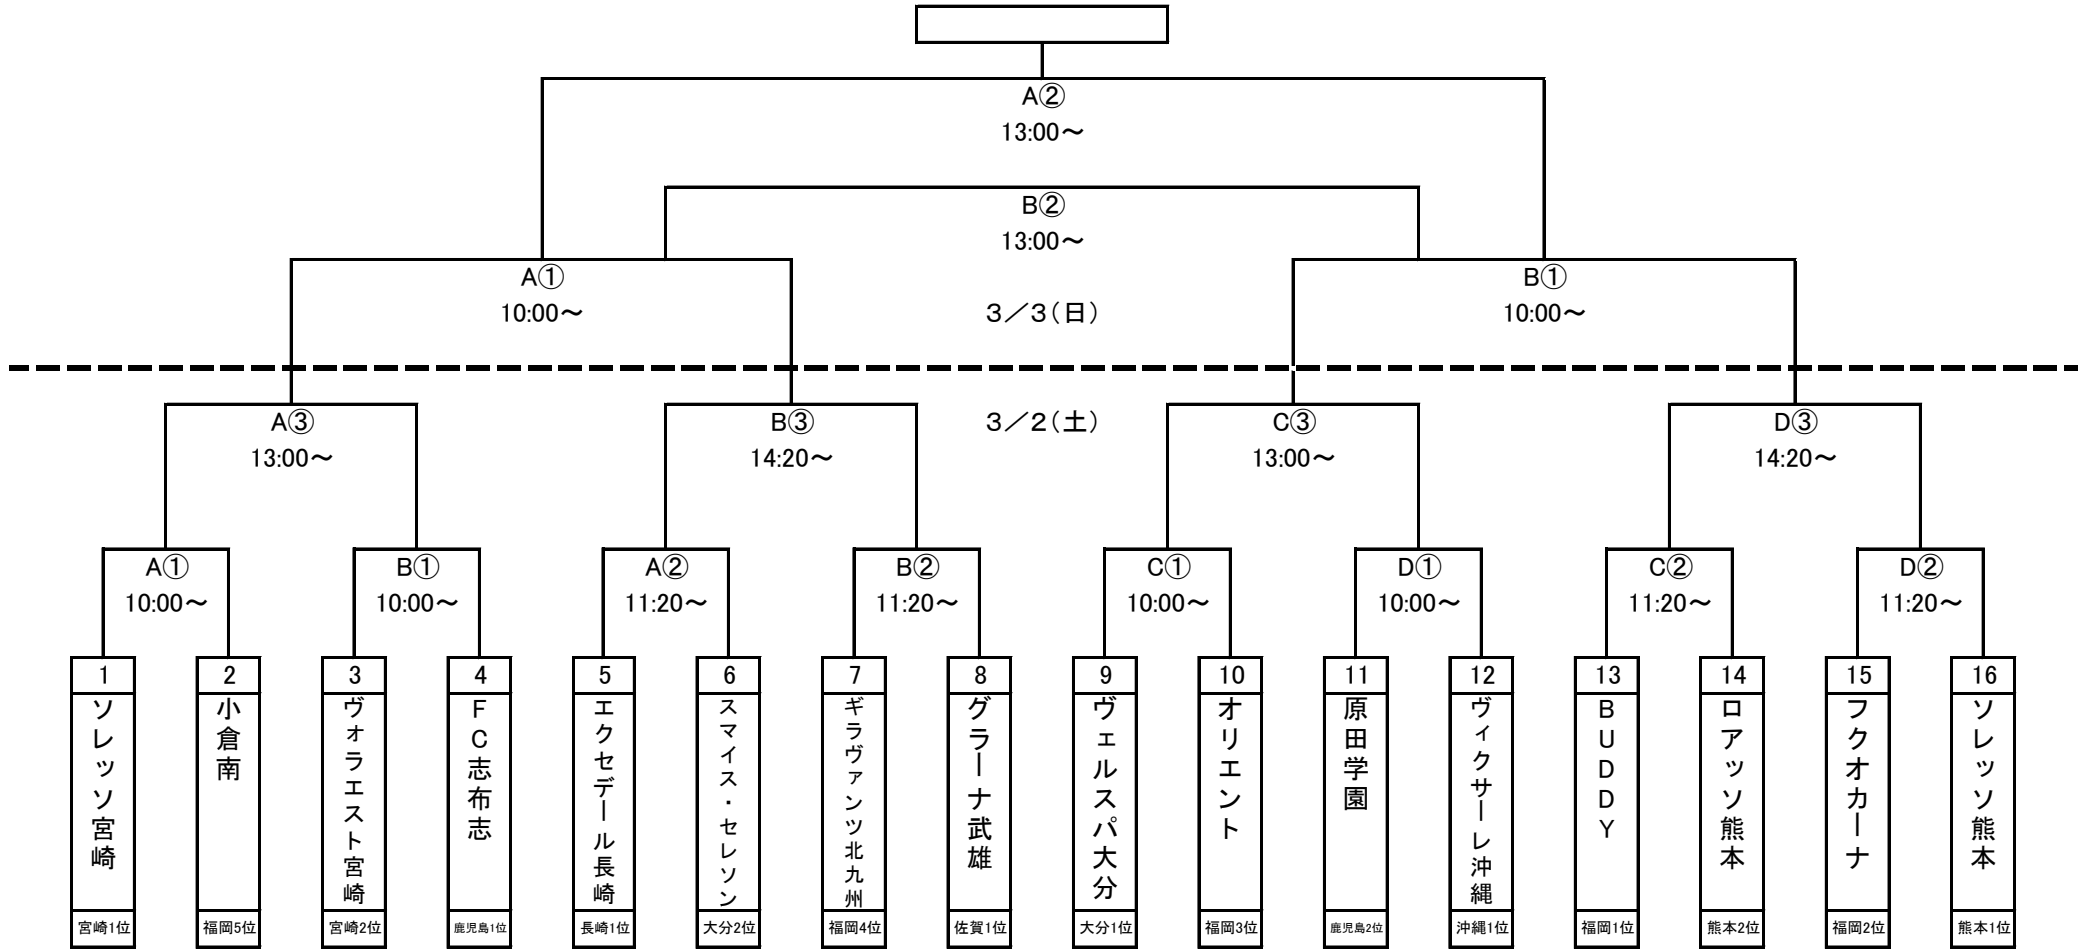 A②
13:00～
B②
13:00～
A①
10:00～
3／3（日）
B①
10:00～
A③
13:00～
B③
14:20～
3／2（土）
C③
13:00～
D③
14:20～
A①
10:00～
B①
10:00～
A②
11:20～
B②
11:20～
C①
10:00～
D①
10:00～
C②
11:20～
D②
11:20～
1
ソレッソ宮崎
宮崎1位
2
小倉南
福岡5位
3
ヴォラエスト宮崎
宮崎2位
4
FC志布志
鹿児島1位
5
エクセデール長崎
長崎1位
6
スマイス・セレソン
大分2位
7
ギラヴァンツ北九州
福岡4位
8
グラーナ武雄
佐賀1位
9
ヴェルスパ大分
大分1位
10
オリエント
福岡3位
11
原田学園
鹿児島2位
12
ヴィクサーレ沖縄
沖縄1位
13
BUDDY
福岡1位
14
ロアッソ熊本
熊本2位
15
フクオカーナ
福岡2位
16
ソレッソ熊本
熊本1位